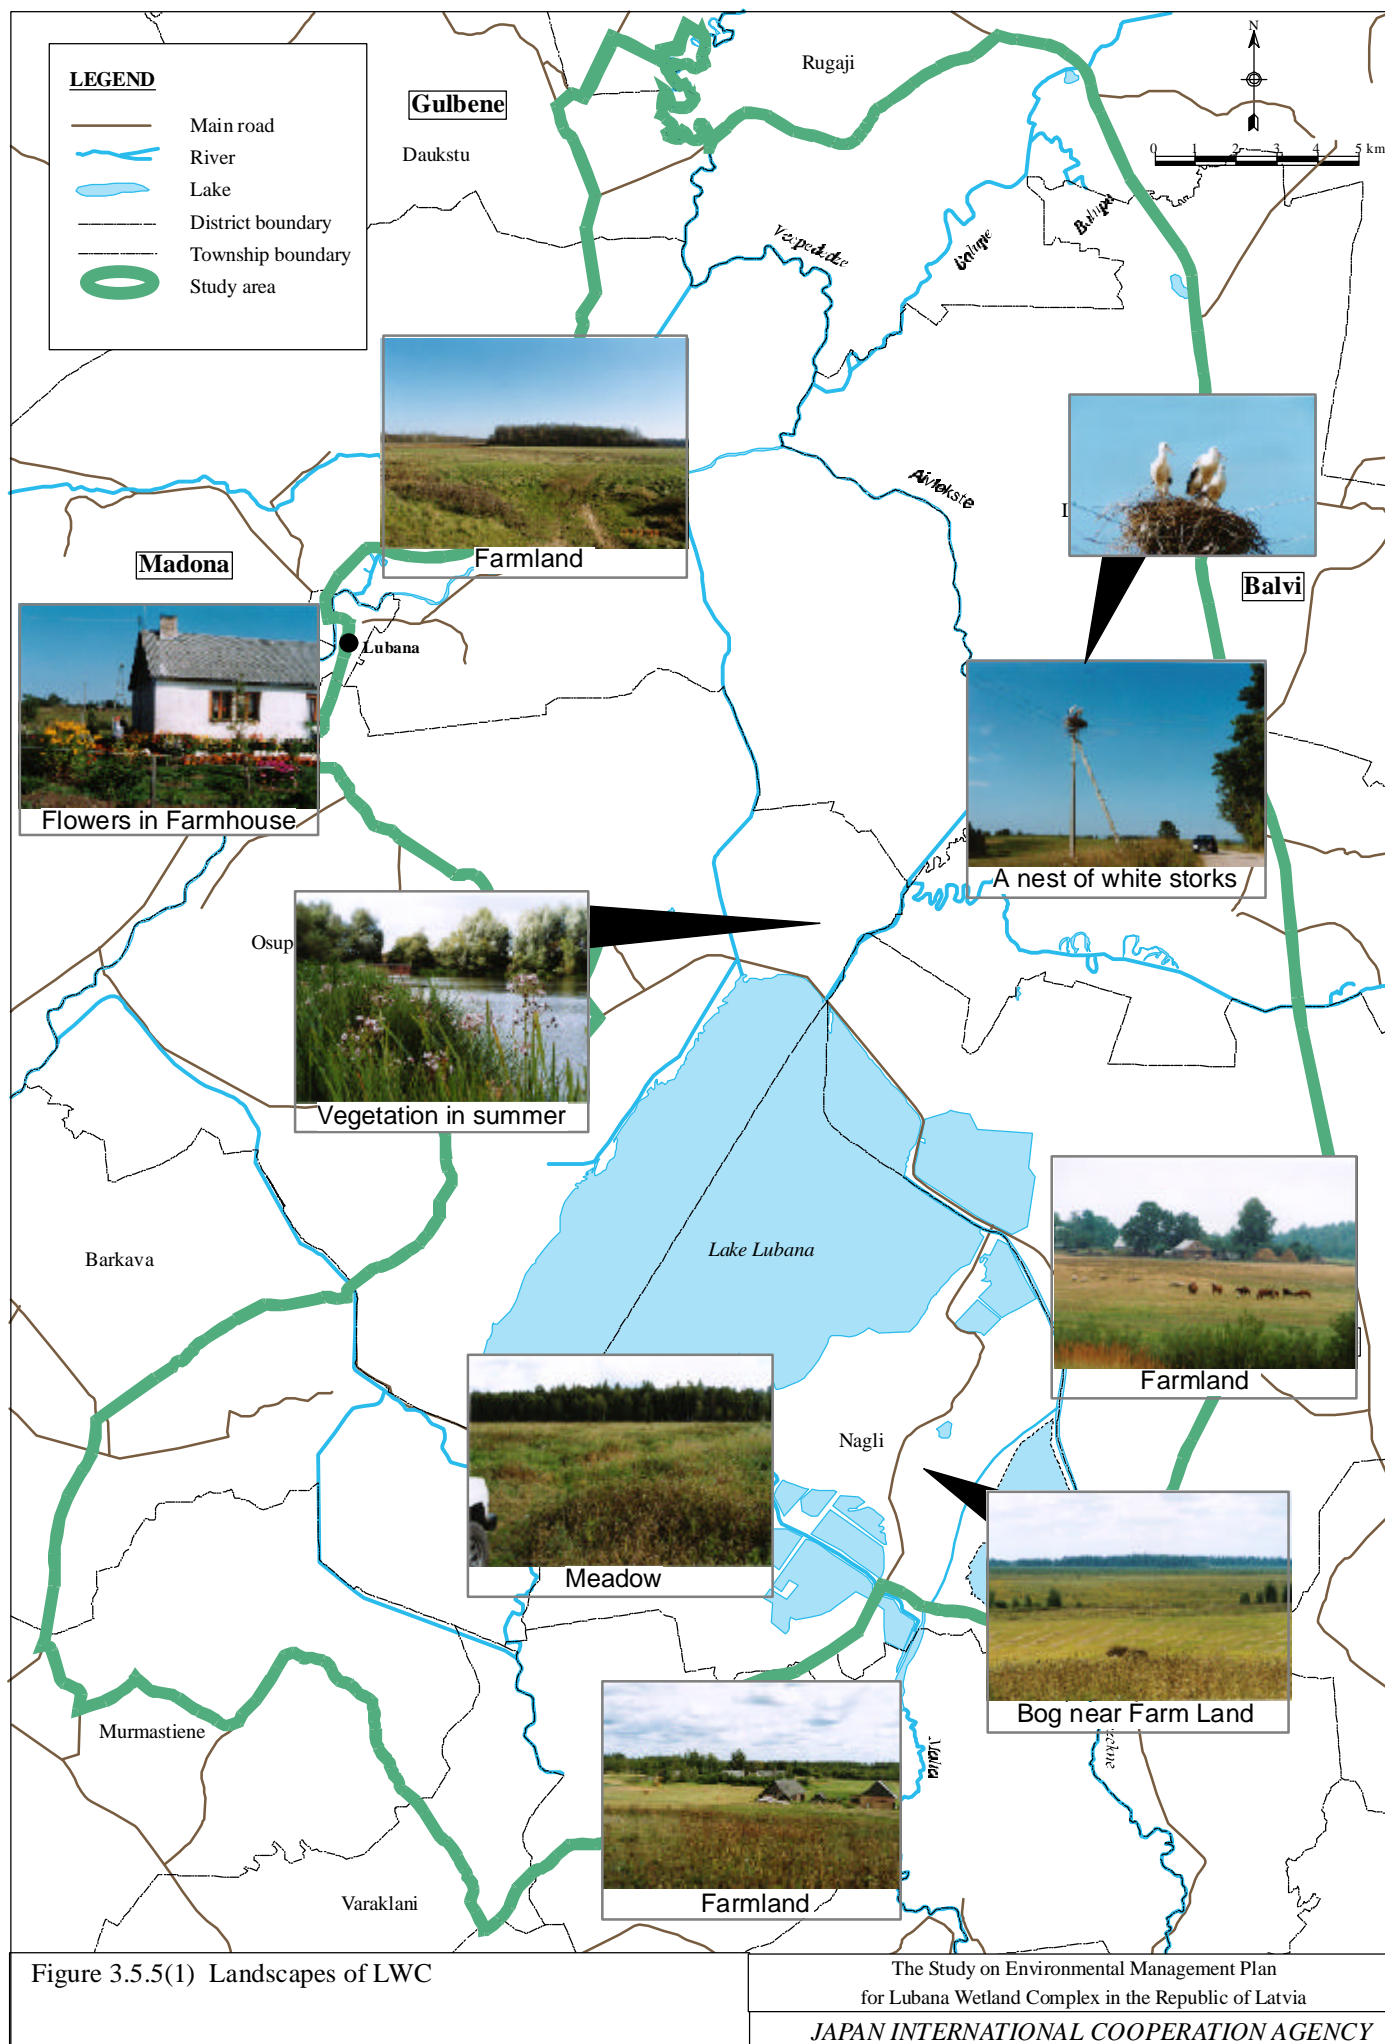 N
Rugaji
LEGEND
Gulbene
Main road
Daukstu
River
0 1 2 3 4 5 km
Lake
District boundary
Township boundary
Study area
Aiviekste
Farmland
Madona
Balvi
Lubana
Flowers in Farmhouse
A nest of white storks
Osup
Vegetation in summer
Lake Lubana
Barkava
Farmland
Nagli
Meadow
Bog near Farm Land
Murmastiene
Malta
Farmland
Varaklani
Figure 3.5.5(1) Landscapes of LWC
The Study on Environmental Management Plan
for Lubana Wetland Complex in the Republic of Latvia
JAPAN INTERNATIONAL COOPERATION AGENCY